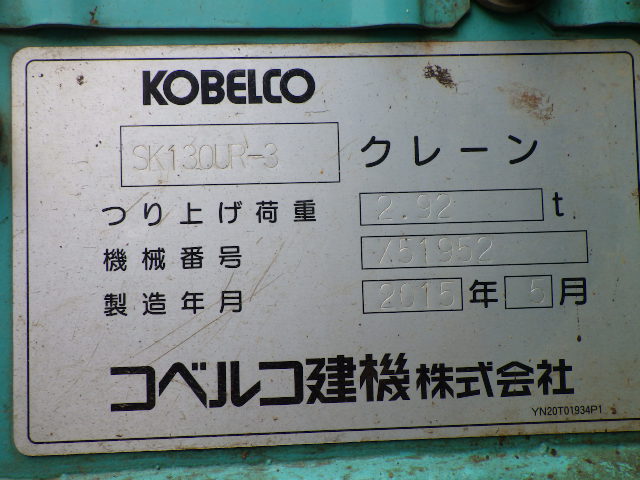 KOBELCO
SK130UR-3 クレーン
つり上げ荷重 2.92 t
機械番号 751952
製造年月 2015 年 5 月
コベルコ建機株式会社
YN20T01934P1